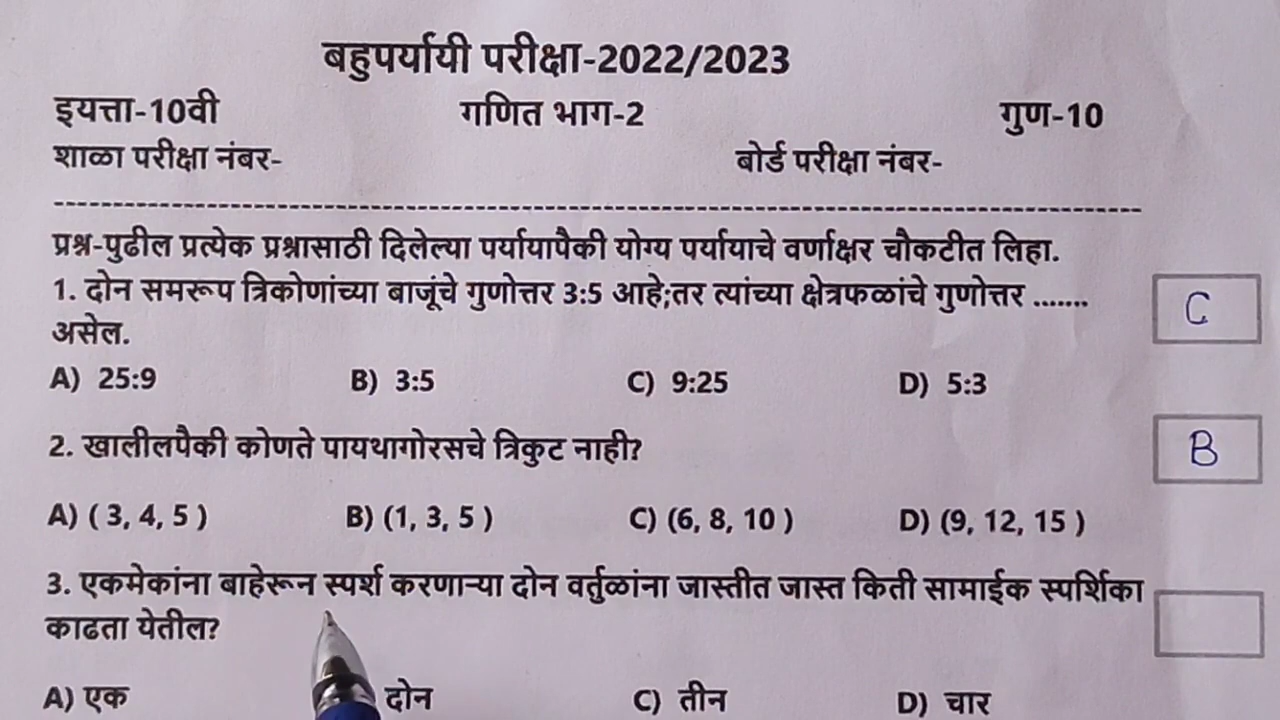 बहुपर्यायी परीक्षा-2022/2023
इयत्ता-10वी गणित भाग-2 गुण-10
शाळा परीक्षा नंबर- बोर्ड परीक्षा नंबर-
प्रश्न-पुढील प्रत्येक प्रश्नासाठी दिलेल्या पर्यायापैकी योग्य पर्यायाचे वर्णाक्षर चौकटीत लिहा.
1. दोन समरूप त्रिकोणांच्या बाजूंचे गुणोत्तर 3:5 आहे;तर त्यांच्या क्षेत्रफळांचे गुणोत्तर ....... C
असेल.
A) 25:9 B) 3:5 C) 9:25 D) 5:3
2. खालीलपैकी कोणते पायथागोरसचे त्रिकुट नाही? B
A) ( 3, 4, 5 ) B) (1, 3, 5 ) C) (6, 8, 10 ) D) (9, 12, 15 )
3. एकमेकांना बाहेरून स्पर्श करणाऱ्या दोन वर्तुळांना जास्तीत जास्त किती सामाईक स्पर्शिका
काढता येतील?
A) एक दोन C) तीन D) चार